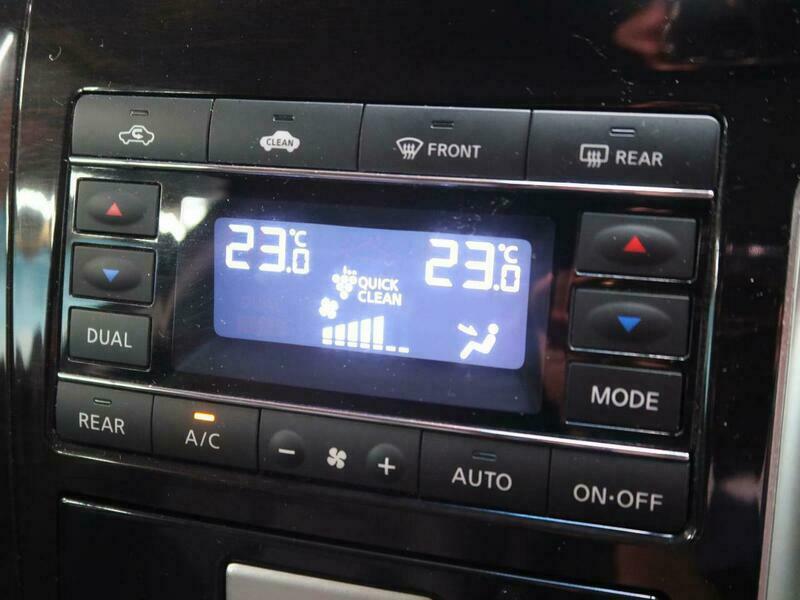 CLEAN
FRONT
REAR
23.0°C
23.0°C
QUICK
CLEAN
DUAL
MODE
REAR
A/C
- +
AUTO
ON·OFF